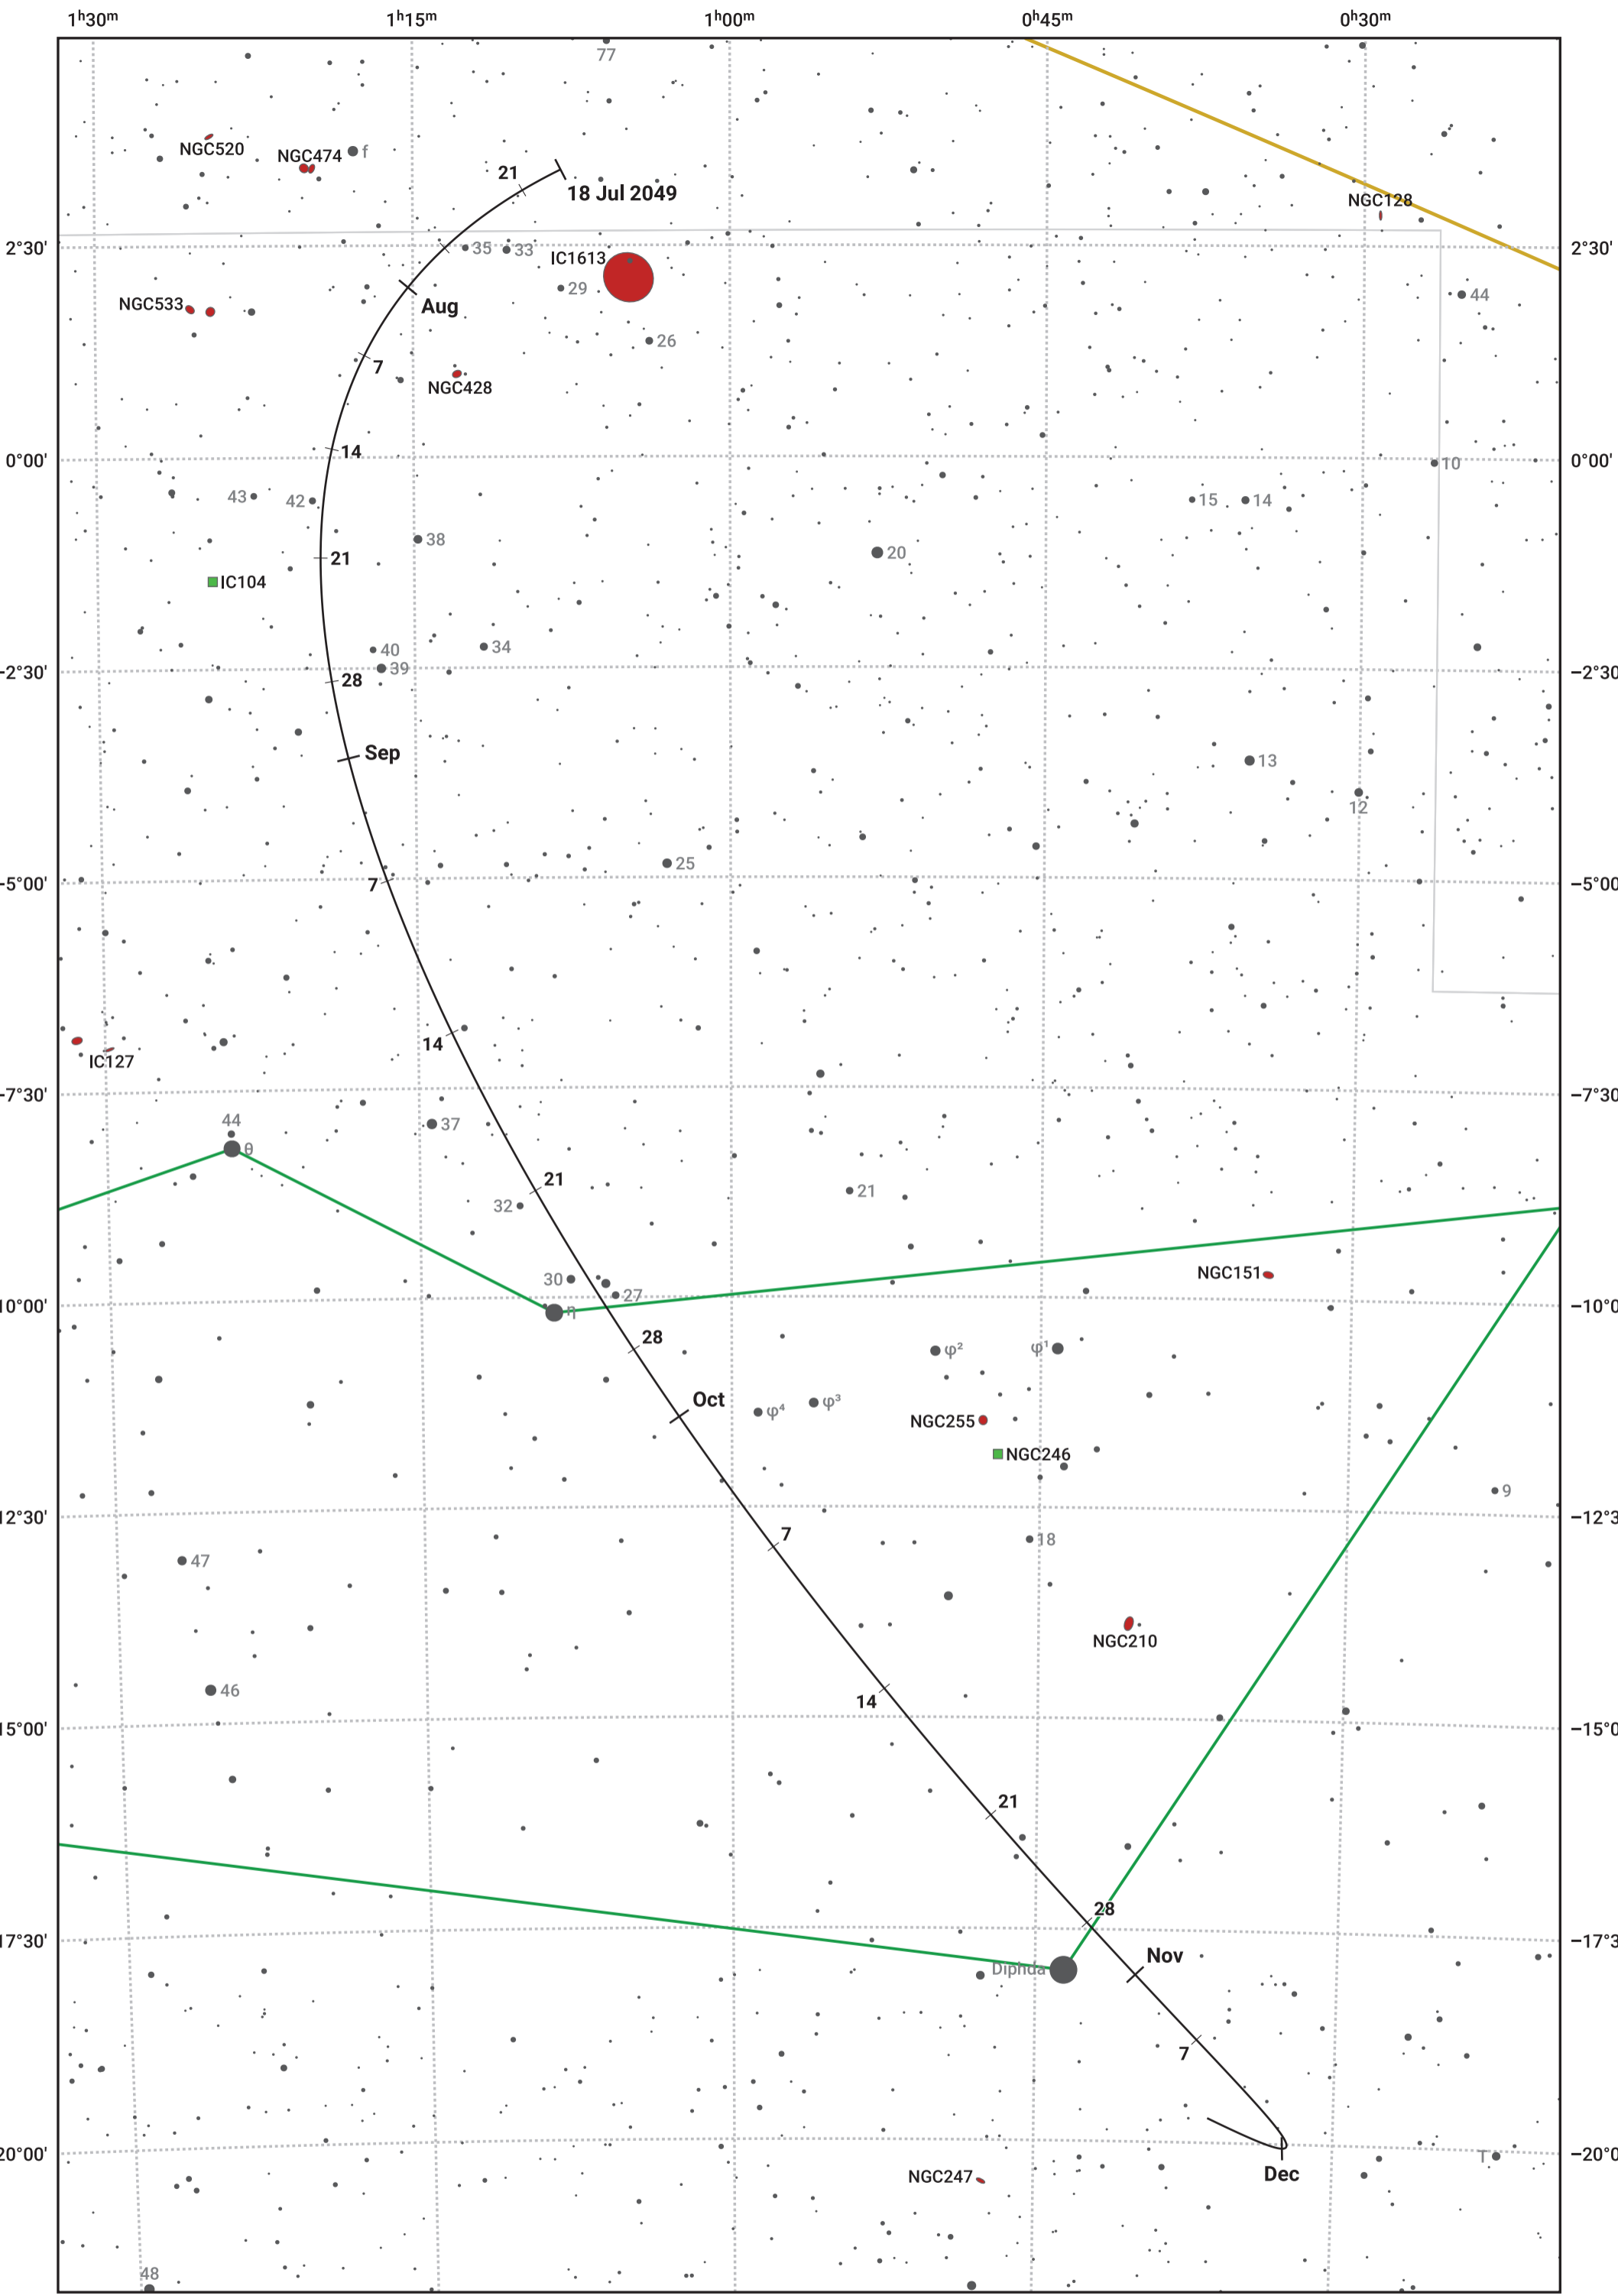 1h30m 1h15m 1h00m 0h45m 0h30m
77
NGC520
NGC474 f
21
18 Jul 2049
NGC128
2°30' 35 33 2°30'
IC1613
29 44
NGC533 Aug
26
7
NGC428
14
0°00' 10 0°00'
43 42 15 14
38
21 20
IC104
40 34
-2°30' 39 −2°30
28
Sep 13
12
25
-5°00' 7 −5°00
14
IC127
-7°30' −7°30
44 37
θ
21 21
32
30 NGC151
27
10°00' η −10°0
28
φ² φ¹
Oct φ⁴ φ³
NGC255
NGC246
9
12°30' −12°3
7
18
47
NGC210
46
14
15°00' −15°0
21
28
17°30' −17°3
Nov
Diphda
7
20°00' T −20°0
NGC247 Dec
48